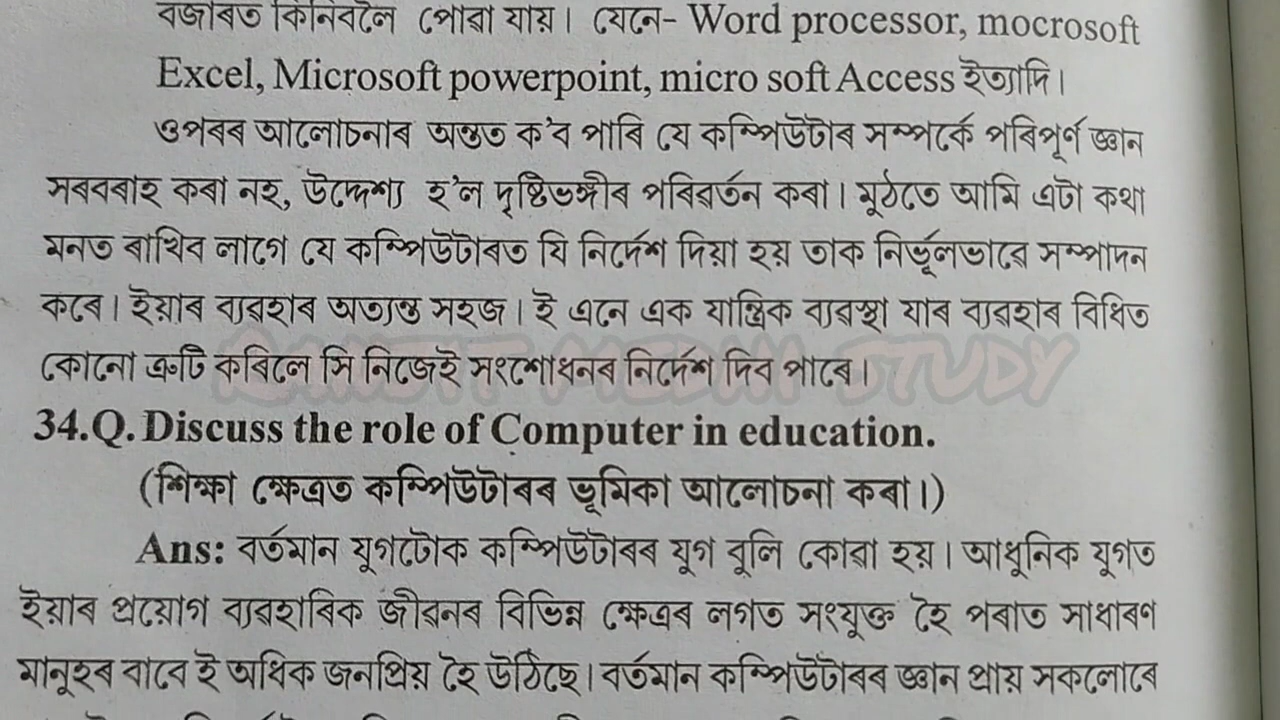 বজাৰত কিনিবলৈ পোৱা যায়। যেনে- Word processor, mocrosoft
Excel, Microsoft powerpoint, micro soft Access ইত্যাদি।
ওপৰৰ আলোচনাৰ অন্তত ক'ব পাৰি যে কম্পিউটাৰ সম্পৰ্কে পৰিপূৰ্ণ জ্ঞান
সৰবৰাহ কৰা নহ, উদ্দেশ্য হ'ল দৃষ্টিভঙ্গীৰ পৰিৱৰ্তন কৰা। মুঠতে আমি এটা কথা
মনত ৰাখিব লাগে যে কম্পিউটাৰত যি নিৰ্দেশ দিয়া হয় তাক নিৰ্ভূলভাৱে সম্পাদন
কৰে। ইয়াৰ ব্যৱহাৰ অত্যন্ত সহজ। ই এনে এক যান্ত্ৰিক ব্যৱস্থা যাৰ ব্যৱহাৰ বিধিত
কোনো ত্ৰুটি কৰিলে সি নিজেই সংশোধনৰ নিৰ্দেশ দিব পাৰে।
STUDY
34.Q. Discuss the role of Computer in education.
(শিক্ষা ক্ষেত্ৰত কম্পিউটাৰৰ ভূমিকা আলোচনা কৰা।)
Ans: বৰ্তমান যুগটোক কম্পিউটাৰৰ যুগ বুলি কোৱা হয়। আধুনিক যুগত
ইয়াৰ প্ৰয়োগ ব্যৱহাৰিক জীৱনৰ বিভিন্ন ক্ষেত্ৰৰ লগত সংযুক্ত হৈ পৰাত সাধাৰণ
মানুহৰ বাবে ই অধিক জনপ্ৰিয় হৈ উঠিছে। বৰ্তমান কম্পিউটাৰৰ জ্ঞান প্ৰায় সকলোৰে